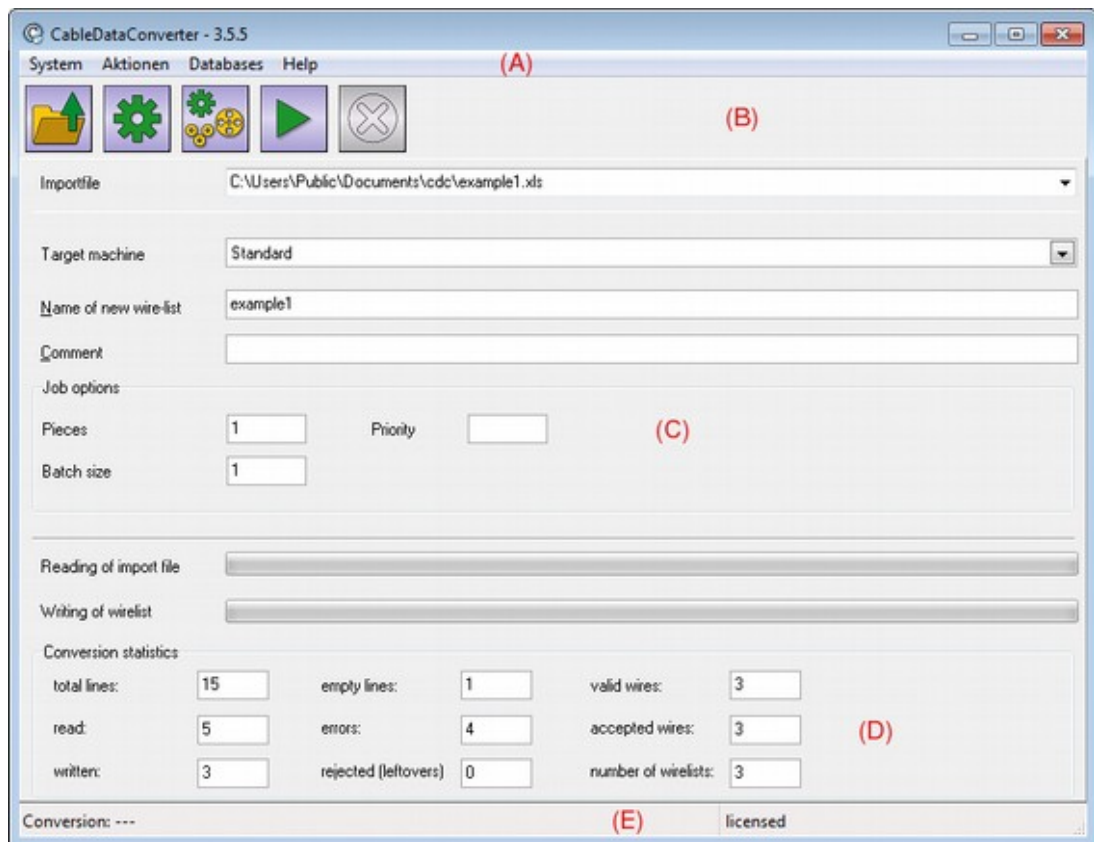 CableDataConverter - 3.5.5
System Aktionen Databases Help (A)
(B)
Importfile C:\Users\Public\Documents\cdc\example1.xls
Target machine Standard
Name of new wire-list example1
Comment
Job options
Pieces 1 Priority (C)
Batch size 1
Reading of import file
Writing of wirelist
Conversion statistics
total lines: 15 empty lines: 1 valid wires: 3
read: 5 errors: 4 accepted wires: 3 (D)
written: 3 rejected (leftovers) 0 number of wirelists: 3
Conversion: --- (E) licensed